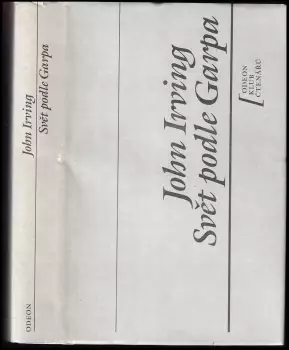 John Irving
Svět podle Garpa
ODEON
John Irving
Svět podle Garpa
ODEON
KLUB
ČTENÁŘŮ